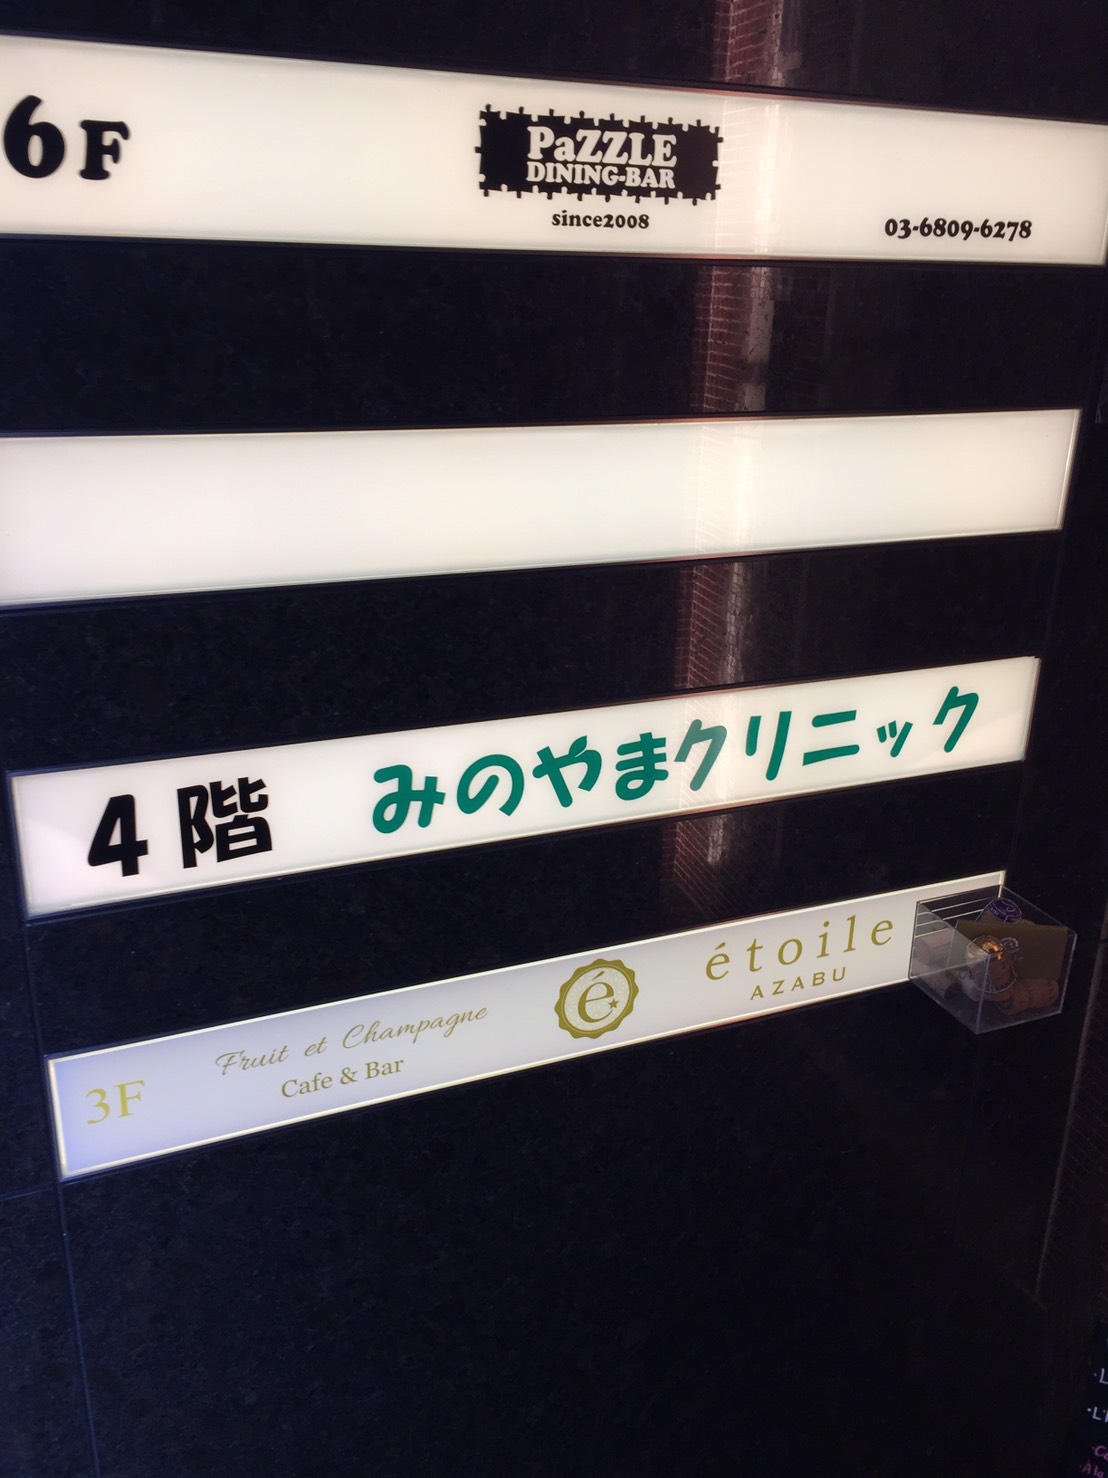 6F
PaZZLE
DINING-BAR
since2008
03-6809-6278
4階 みのやまクリニック
3F
Fruit et Champagne
Cafe & Bar
é
étoile
AZABU